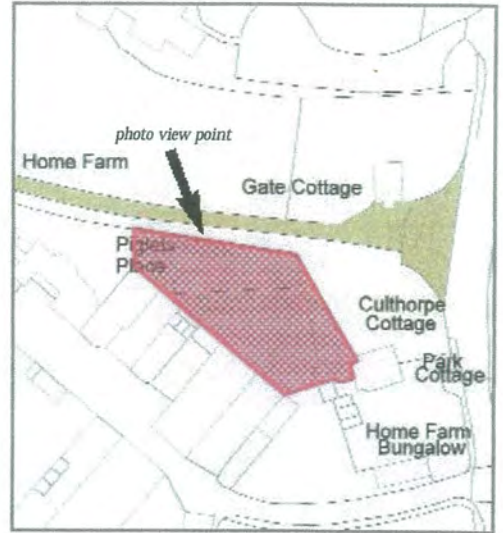 photo view point
Home Farm
Gate Cottage
Piglets
Place
Culthorpe
Cottage
Park
Cottage
Home Farm
Bungalow